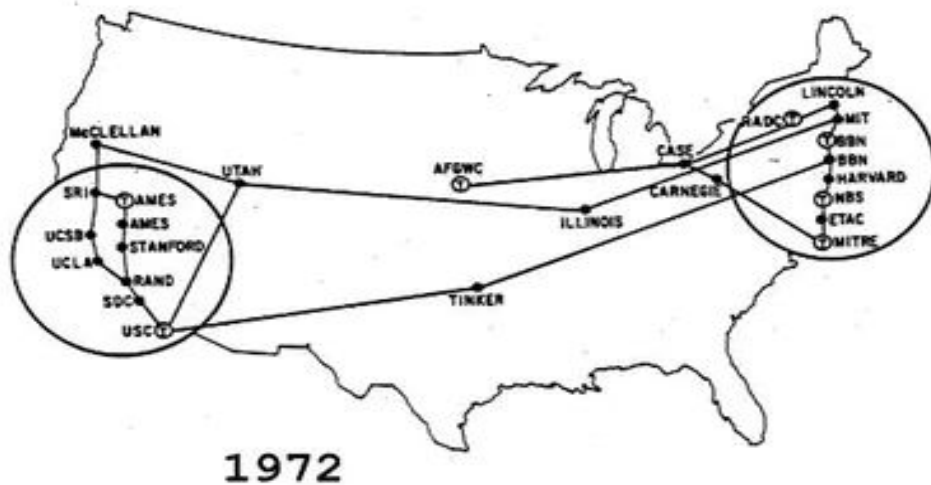 LINCOLN
McCLELLAN
RADC T
MIT
T BBN
CASE
BBN
UTAH
AFGWC
T
HARVARD
CARNEGIE
SRI
T AMES
T NBS
ILLINOIS
AMES
ETAC
UCSB
STANFORD
T MITRE
UCLA
RAND
TINKER
SDC
USC T
1972